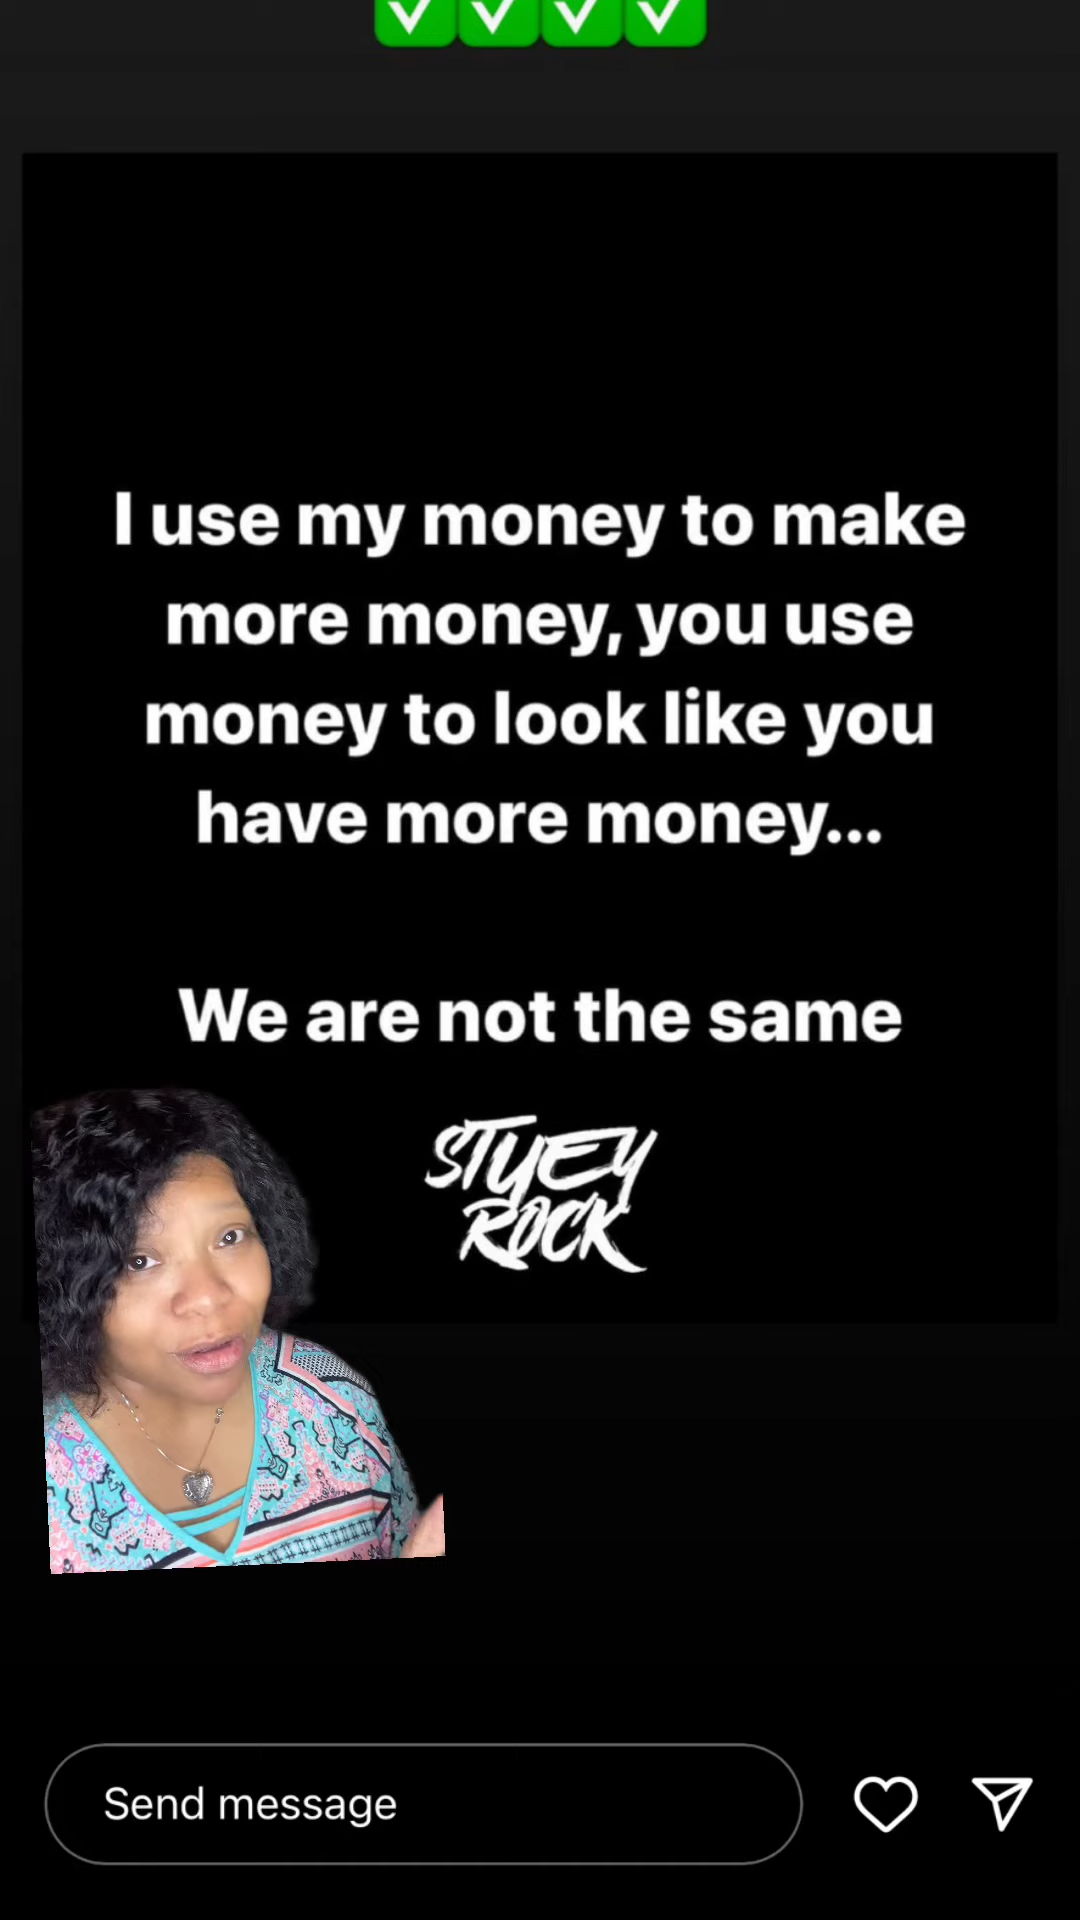 I use my money to make
more money, you use
money to look like you
have more money...
We are not the same
STYEY
ROCK
Send message